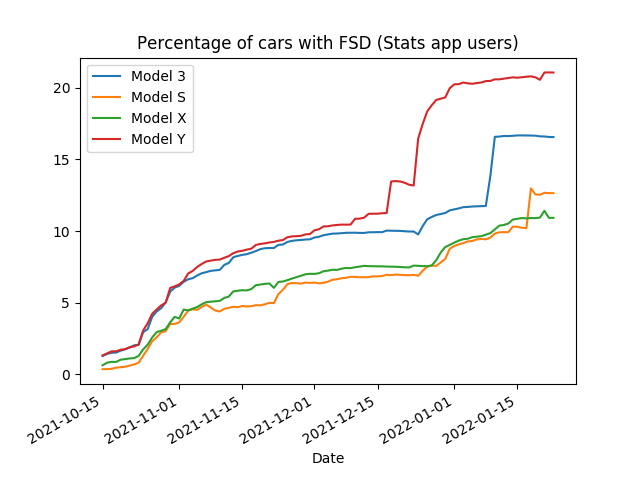 Percentage of cars with FSD (Stats app users)
Model 3
Model S
Model X
Model Y
20
15
10
5
0
2021-10-15
2021-11-01
2021-11-15
2021-12-01
2021-12-15
2022-01-01
2022-01-15
Date